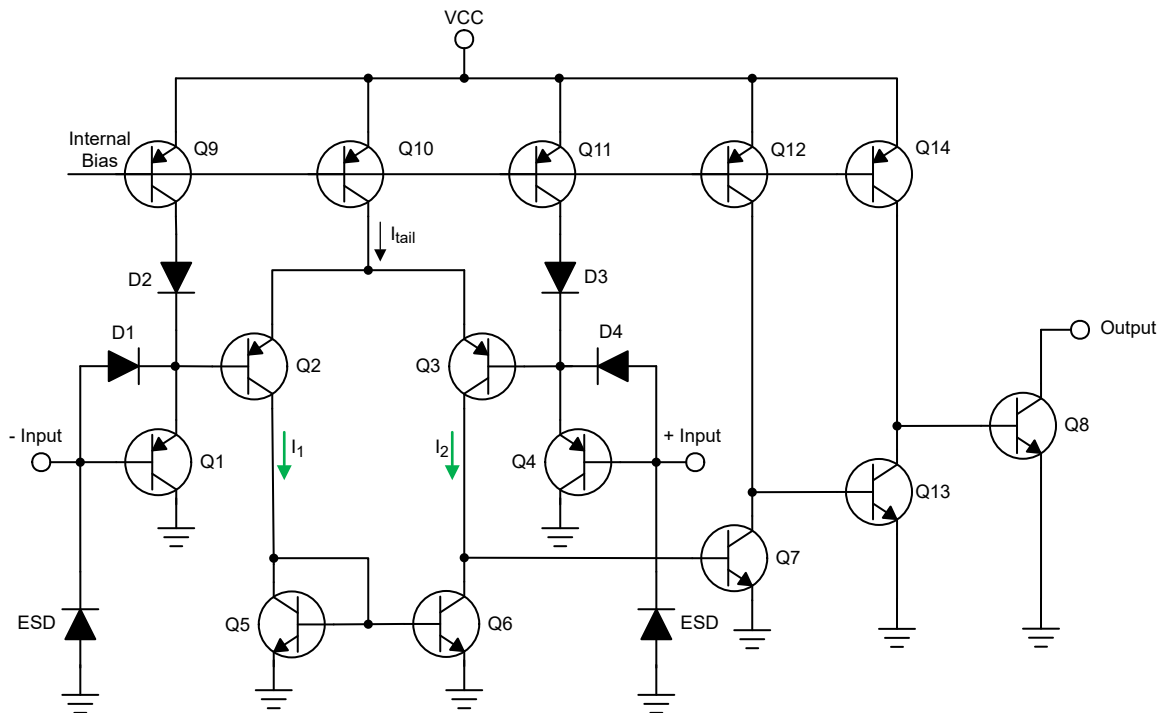 VCC
Internal
Bias
Q9
Q10
Q11
Q12
Q14
Itail
D2
D3
D1
D4
Output
Q2
Q3
- Input
+ Input
Q1
I1
I2
Q4
Q8
Q13
Q7
ESD
Q5
Q6
ESD